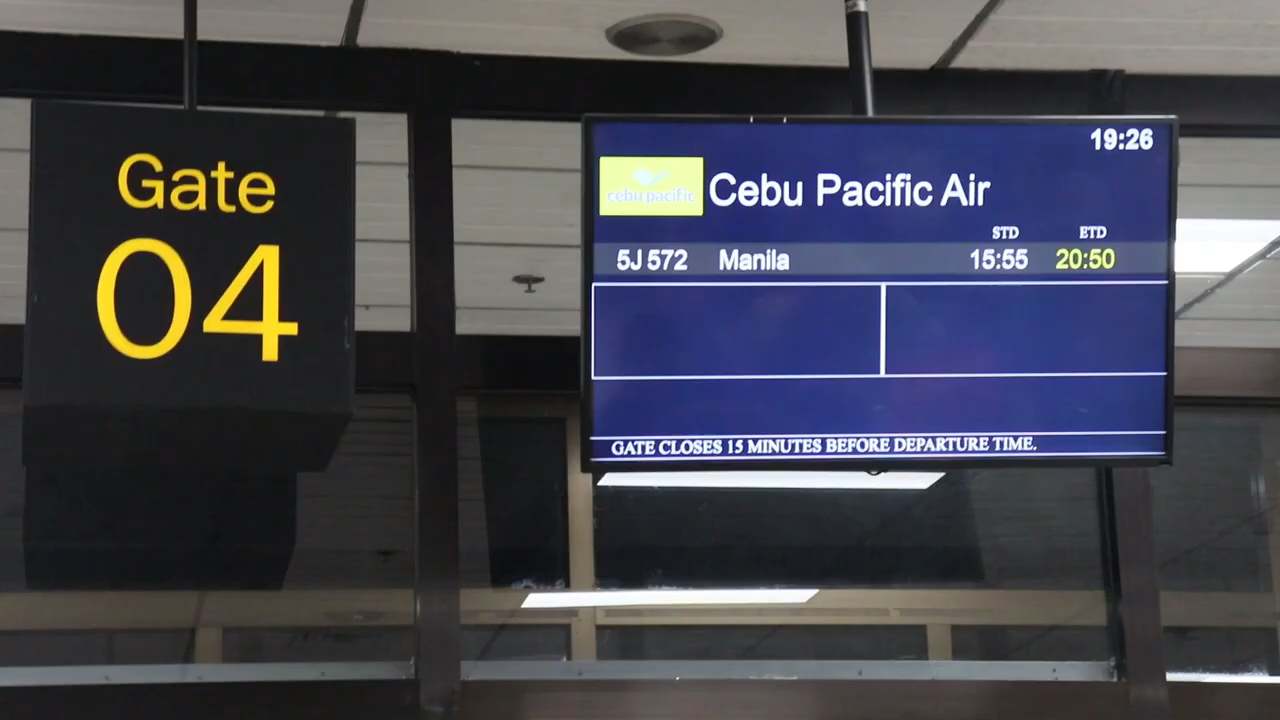 Gate
04
19:26
cebu pacific
Cebu Pacific Air
STD ETD
5J 572 Manila 15:55 20:50
GATE CLOSES 15 MINUTES BEFORE DEPARTURE TIME.